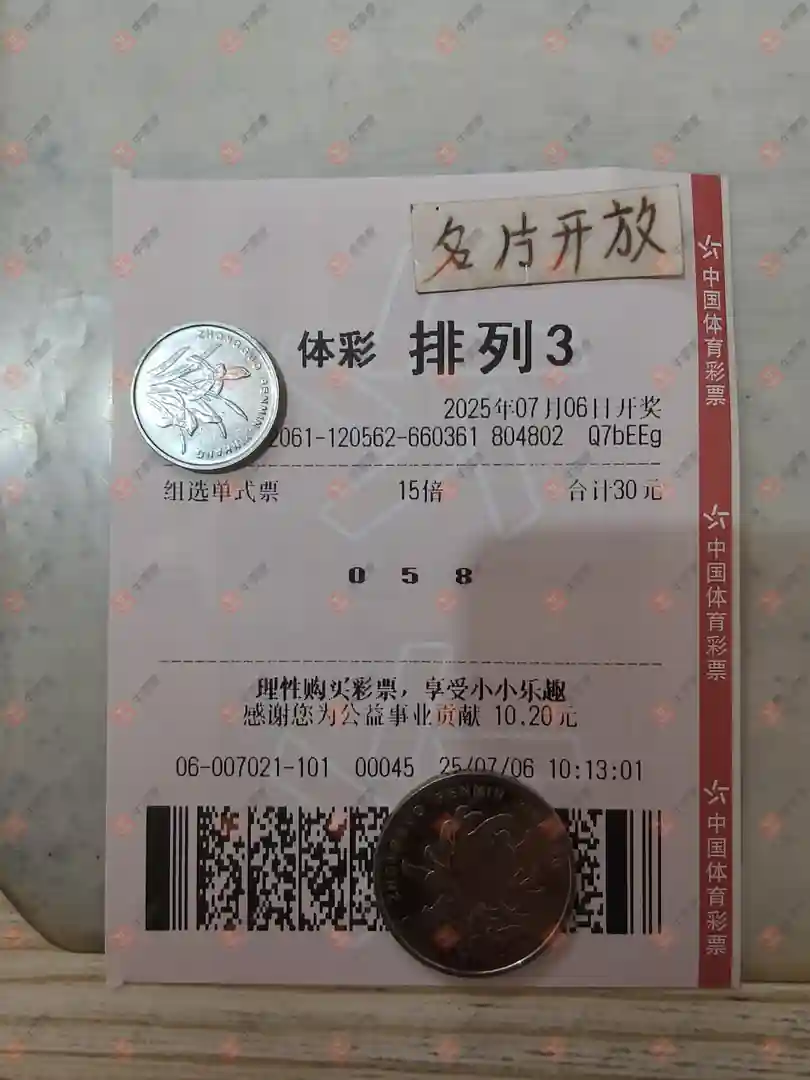 名片开放
体彩 排列3
2025年07月06日开奖
2061-120562-660361 804802 Q7bEEg
组选单式票 15倍 合计30元
0 5 8
理性购买彩票，享受小小乐趣
感谢您为公益事业贡献 10.20元
06-007021-101 00045 25/07/06 10:13:01
中国体育彩票
中国体育彩票
中国体育彩票
ZHONGGUO RENMIN YINHANG
ZHONGGUO RENMIN